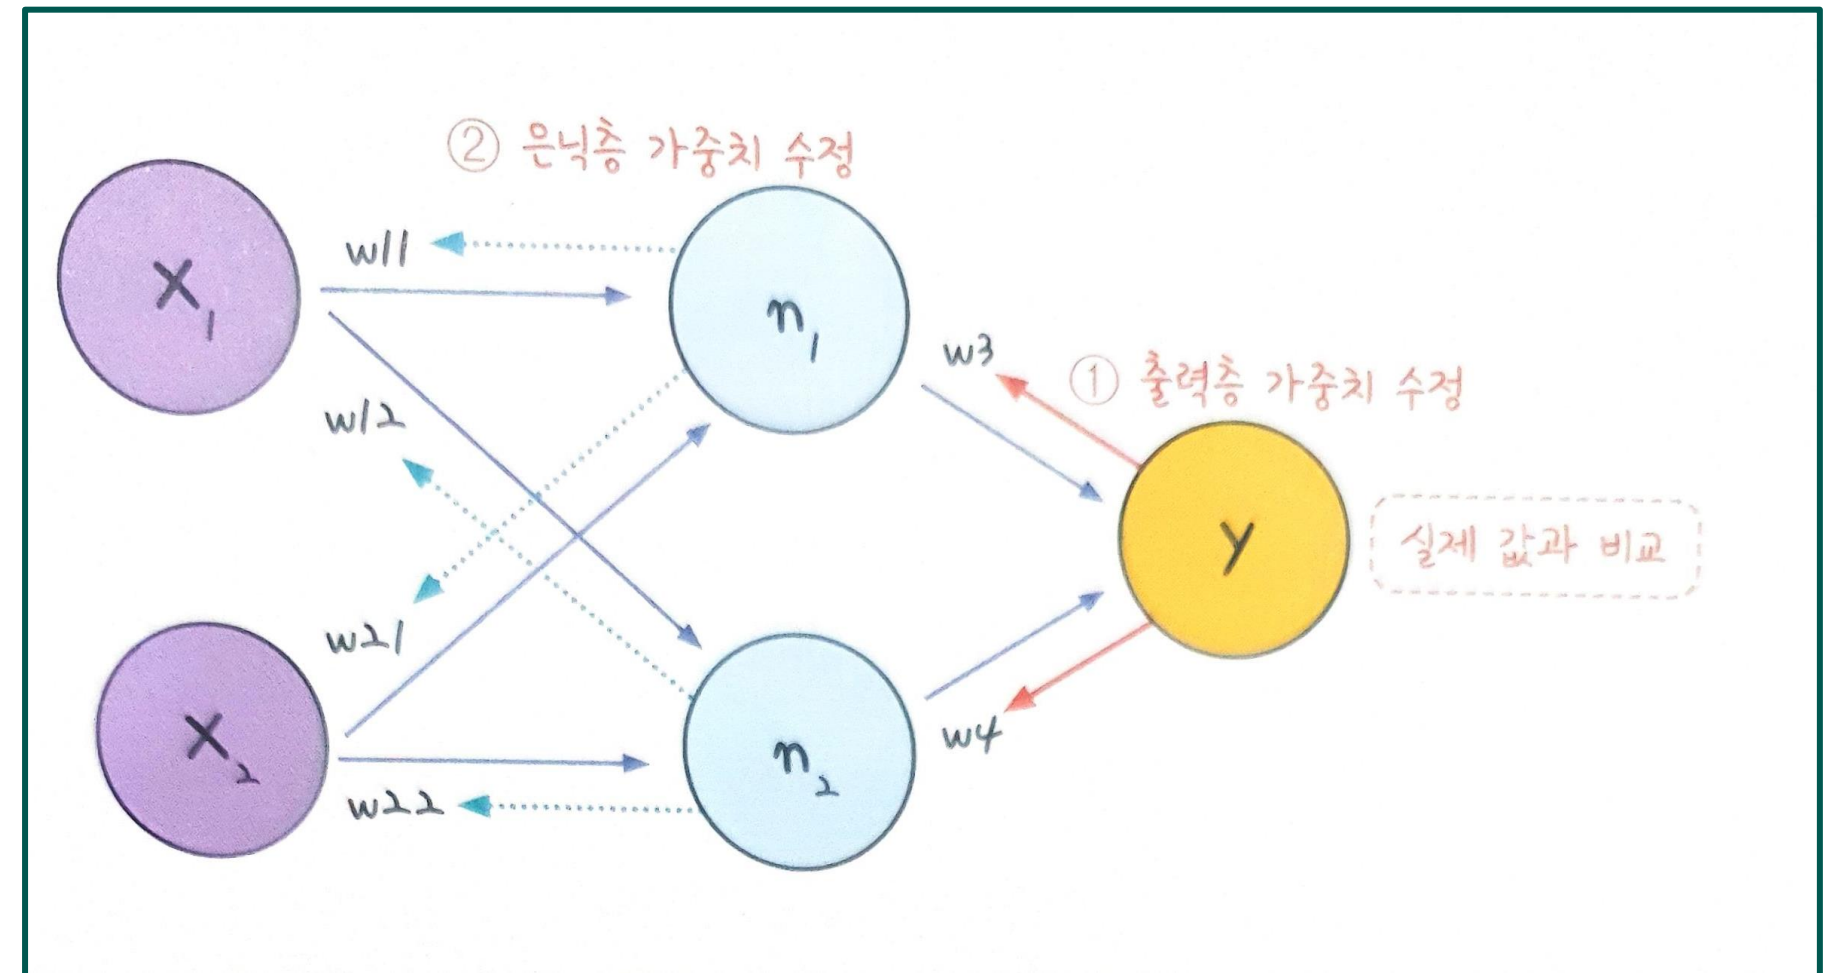 ② 은닉층 가중치 수정
w11
X1
n1
w3
① 출력층 가중치 수정
w12
y
실제 값과 비교
w21
X2
n2
w4
w22